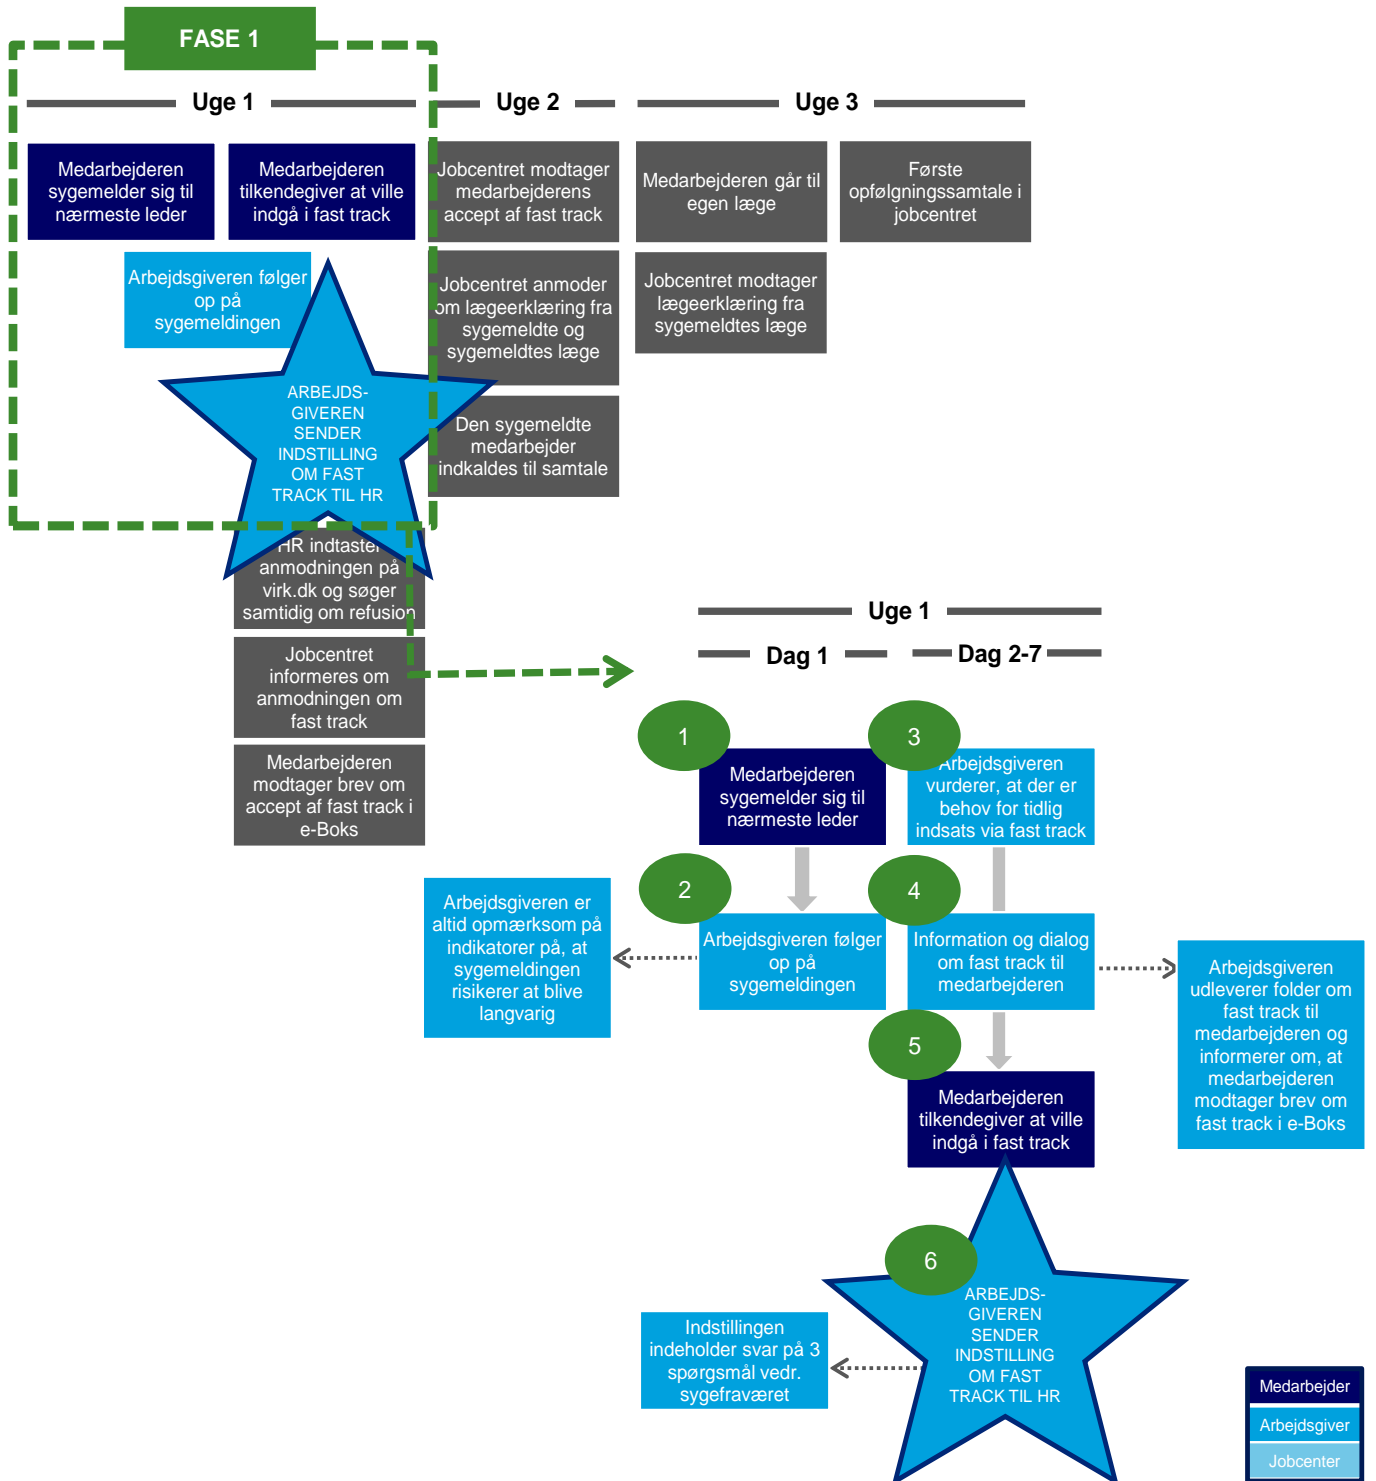 FASE 1
Uge 1
Uge 2
Uge 3
Medarbejderen
sygemelder sig til
nærmeste leder
Medarbejderen
tilkendegiver at ville
indgå i fast track
Jobcentret modtager
medarbejderens
accept af fast track
Medarbejderen går til
egen læge
Første
opfølgningssamtale i
jobcentret
Arbejdsgiveren følger
op på
sygemeldingen
Jobcentret anmoder
om lægeerklæring fra
sygemeldte og
sygemeldtes læge
Jobcentret modtager
lægeerklæring fra
sygemeldtes læge
ARBEJDS-
GIVEREN
SENDER
INDSTILLING
OM FAST
TRACK TIL HR
Den sygemeldte
medarbejder
indkaldes til samtale
HR indtaster
anmodningen på
virk.dk og søger
samtidig om refusion
Jobcentret
informeres om
anmodningen om
fast track
Medarbejderen
modtager brev om
accept af fast track i
e-Boks
Uge 1
Dag 1
Dag 2-7
1
Medarbejderen
sygemelder sig til
nærmeste leder
3
Arbejdsgiveren
vurderer, at der er
behov for tidlig
indsats via fast track
2
Arbejdsgiveren følger
op på
sygemeldingen
Arbejdsgiveren er
altid opmærksom på
indikatorer på, at
sygemeldingen
risikerer at blive
langvarig
4
Information og dialog
om fast track til
medarbejderen
Arbejdsgiveren
udleverer folder om
fast track til
medarbejderen og
informerer om, at
medarbejderen
modtager brev om
fast track i e-Boks
5
Medarbejderen
tilkendegiver at ville
indgå i fast track
6
ARBEJDS-
GIVEREN
SENDER
INDSTILLING
OM FAST
TRACK TIL HR
Indstillingen
indeholder svar på 3
spørgsmål vedr.
sygefraværet
Medarbejder
Arbejdsgiver
Jobcenter